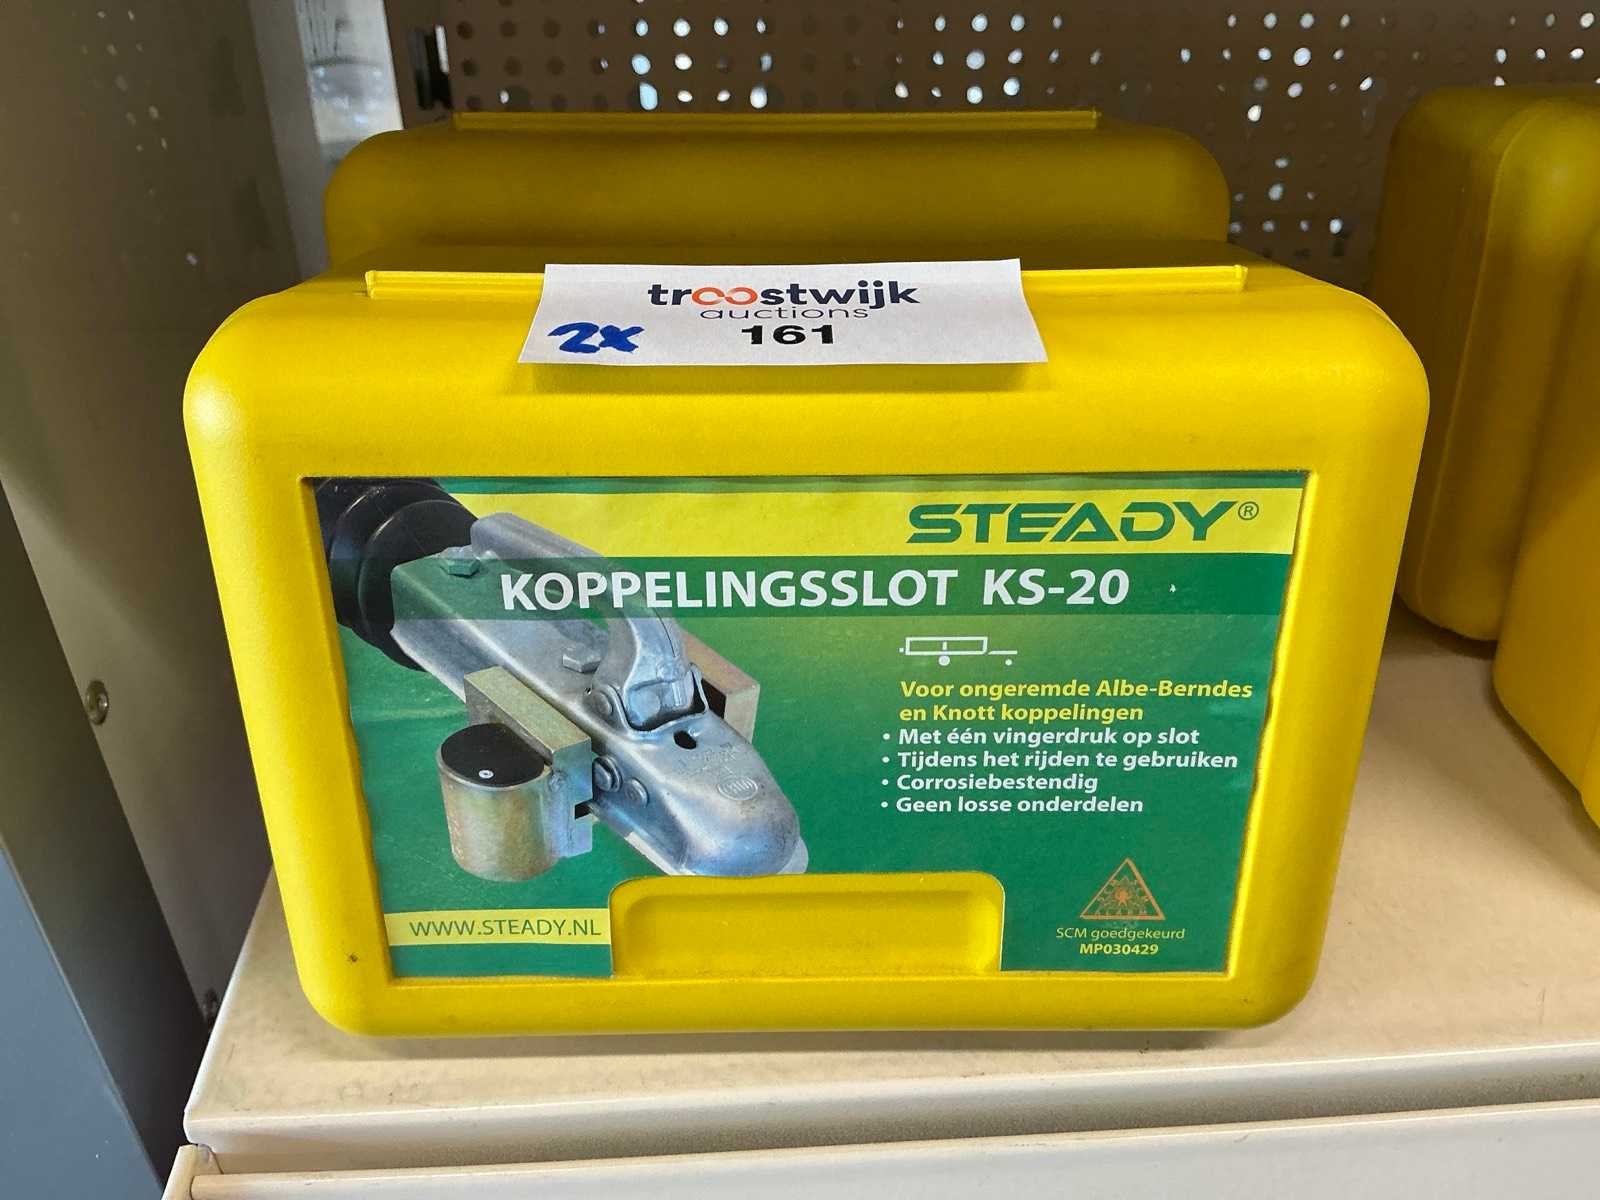 troostwijk
auctions
2x
161
STEADY®
KOPPELINGSSLOT KS-20
Voor ongeremde Albe-Berndes
en Knott koppelingen
• Met één vingerdruk op slot
• Tijdens het rijden te gebruiken
• Corrosiebestendig
• Geen losse onderdelen
ALARM
SCM goedgekeurd
MP030429
WWW.STEADY.NL